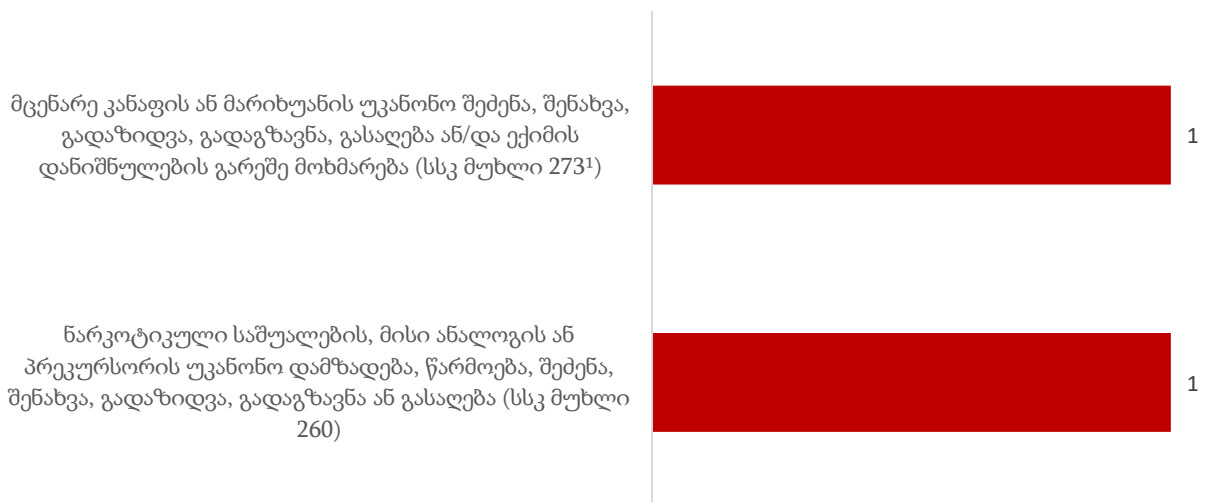 მცენარე კანაფის ან მარიხუანის უკანონო შეძენა, შენახვა,
გადაზიდვა, გადაგზავნა, გასაღება ან/და ექიმის
დანიშნულების გარეშე მოხმარება (სსკ მუხლი 273¹)
1
ნარკოტიკული საშუალების, მისი ანალოგის ან
პრეკურსორის უკანონო დამზადება, წარმოება, შეძენა,
შენახვა, გადაზიდვა, გადაგზავნა ან გასაღება (სსკ მუხლი
260)
1